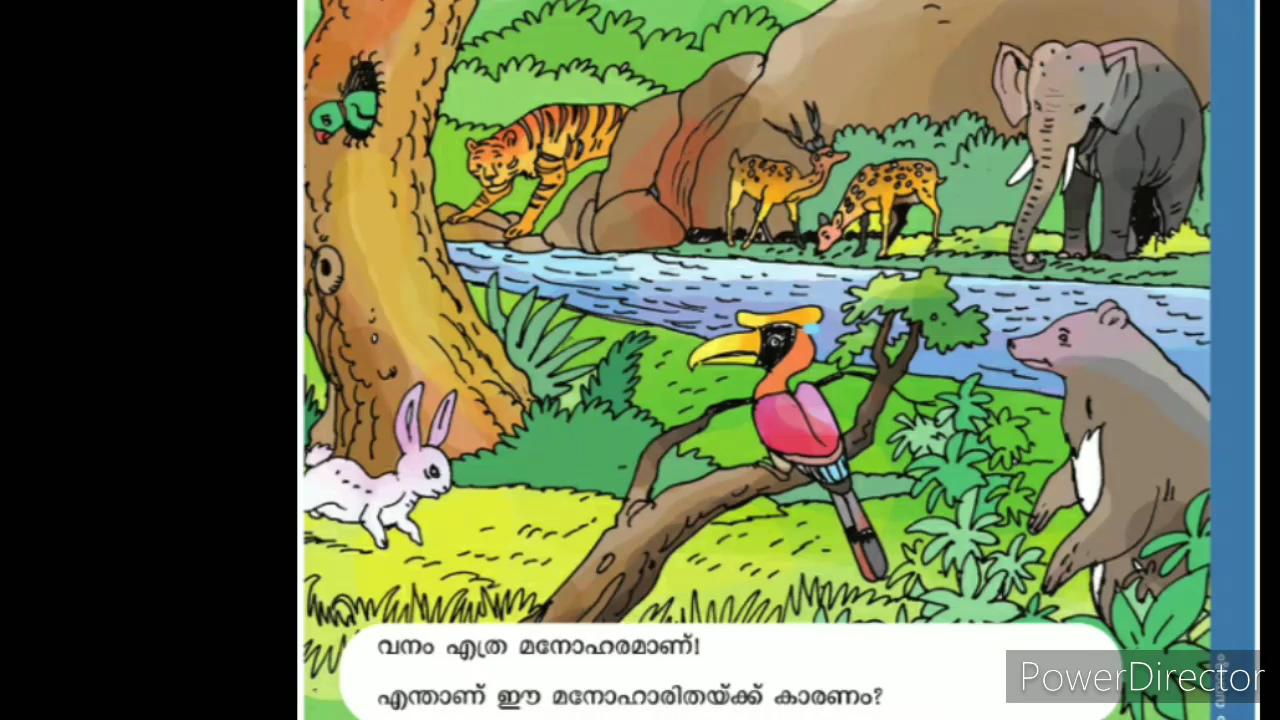 വനം എത്ര മനോഹരമാണ്!
എന്താണ് ഈ മനോഹാരിതയ്ക്ക് കാരണം?
PowerDirector